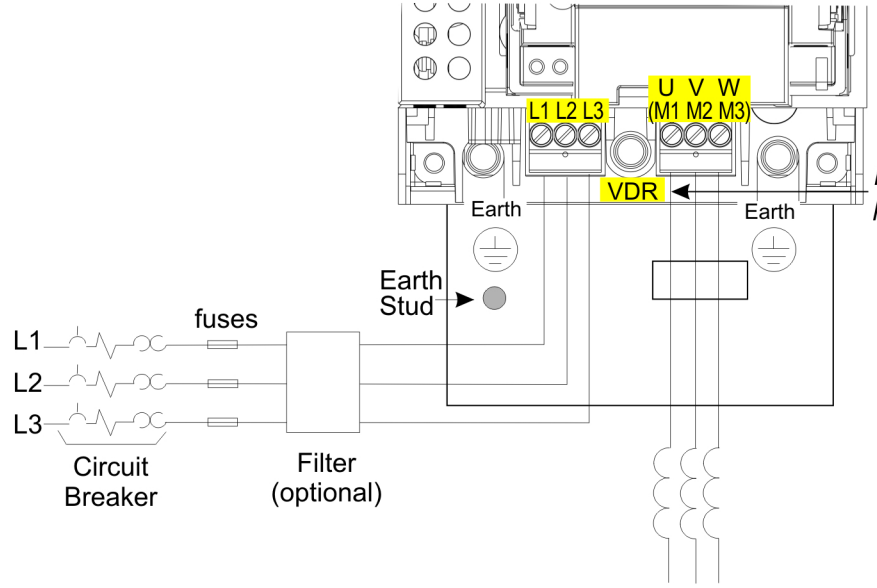 U V W
L1 L2 L3
(M1 M2 M3)
VDR
Earth
Earth
Earth
Stud
fuses
L1
L2
L3
Circuit
Breaker
Filter
(optional)